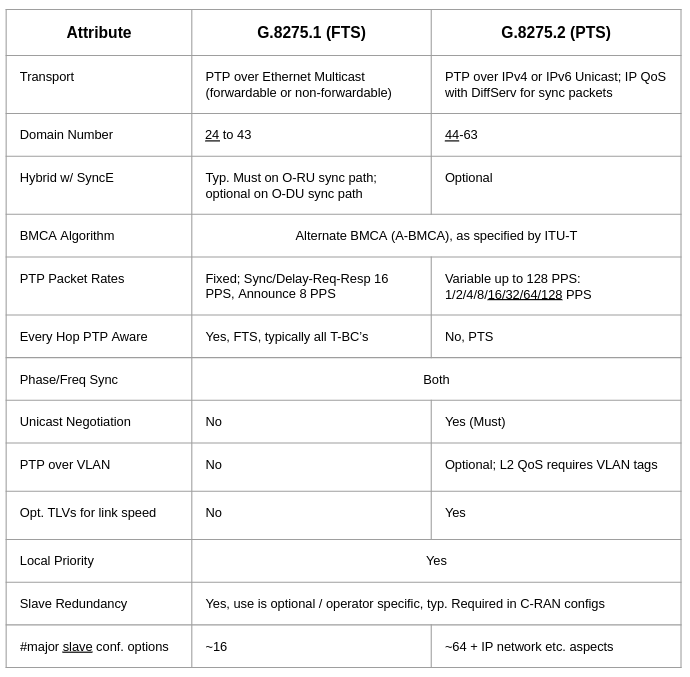 Attribute
G.8275.1 (FTS)
G.8275.2 (PTS)
Transport
PTP over Ethernet Multicast
(forwardable or non-forwardable)
PTP over IPv4 or IPv6 Unicast; IP QoS
with DiffServ for sync packets
Domain Number
24 to 43
44-63
Hybrid w/ SyncE
Typ. Must on O-RU sync path;
optional on O-DU sync path
Optional
BMCA Algorithm
Alternate BMCA (A-BMCA), as specified by ITU-T
PTP Packet Rates
Fixed; Sync/Delay-Req-Resp 16
PPS, Announce 8 PPS
Variable up to 128 PPS:
1/2/4/8/16/32/64/128 PPS
Every Hop PTP Aware
Yes, FTS, typically all T-BC’s
No, PTS
Phase/Freq Sync
Both
Unicast Negotiation
No
Yes (Must)
PTP over VLAN
No
Optional; L2 QoS requires VLAN tags
Opt. TLVs for link speed
No
Yes
Local Priority
Yes
Slave Redundancy
Yes, use is optional / operator specific, typ. Required in C-RAN configs
#major slave conf. options
~16
~64 + IP network etc. aspects